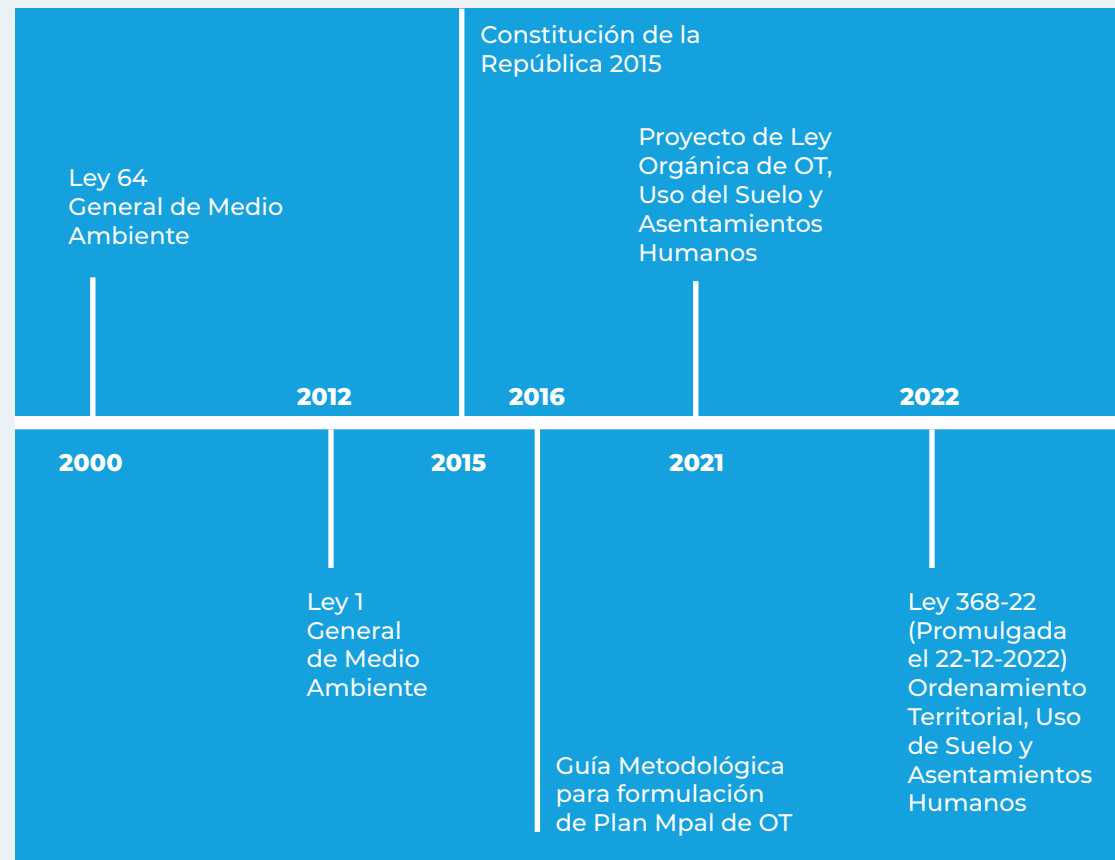 Constitución de la
República 2015
Proyecto de Ley
Orgánica de OT,
Uso del Suelo y
Asentamientos
Humanos
Ley 64
General de Medio
Ambiente
2012
2016
2022
2000
2015
2021
Ley 1
General
de Medio
Ambiente
Ley 368-22
(Promulgada
el 22-12-2022)
Ordenamiento
Territorial, Uso
de Suelo y
Asentamientos
Humanos
Guía Metodológica
para formulación
de Plan Mpal de OT